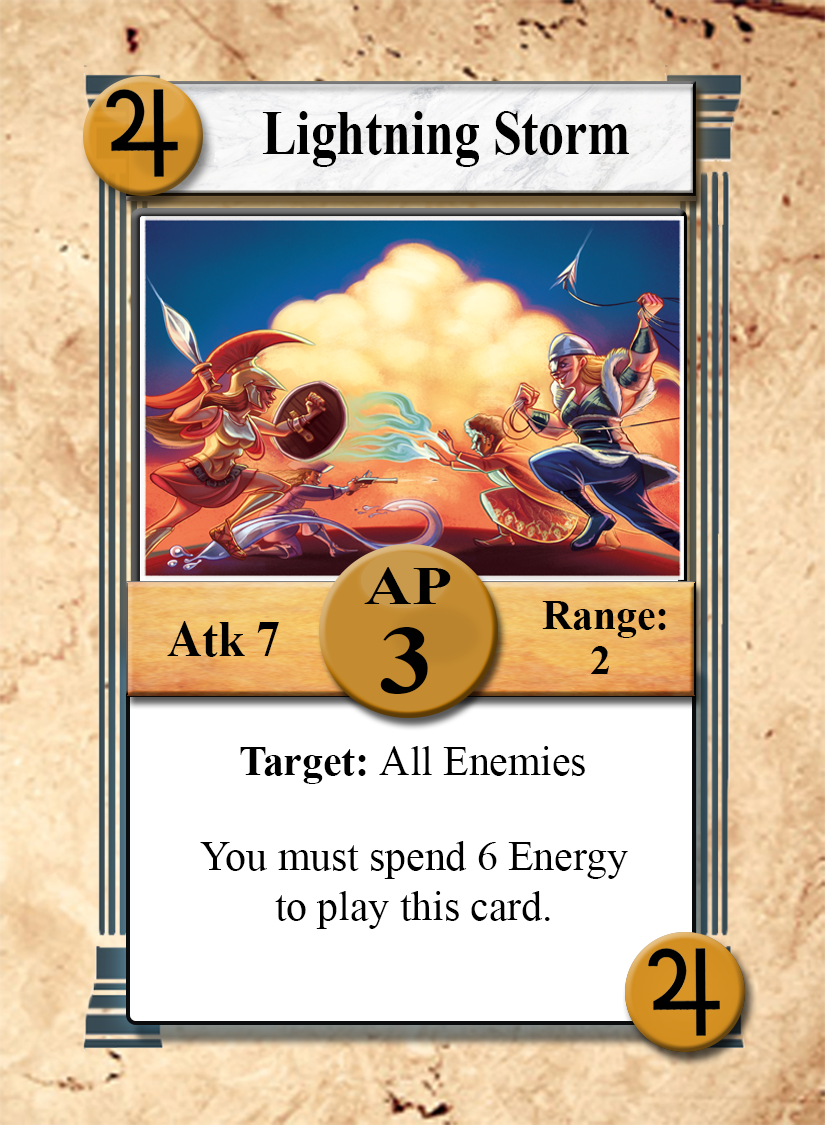 ♃
Lightning Storm
Atk 7
AP
3
Range:
2
Target: All Enemies
You must spend 6 Energy
to play this card.
♃